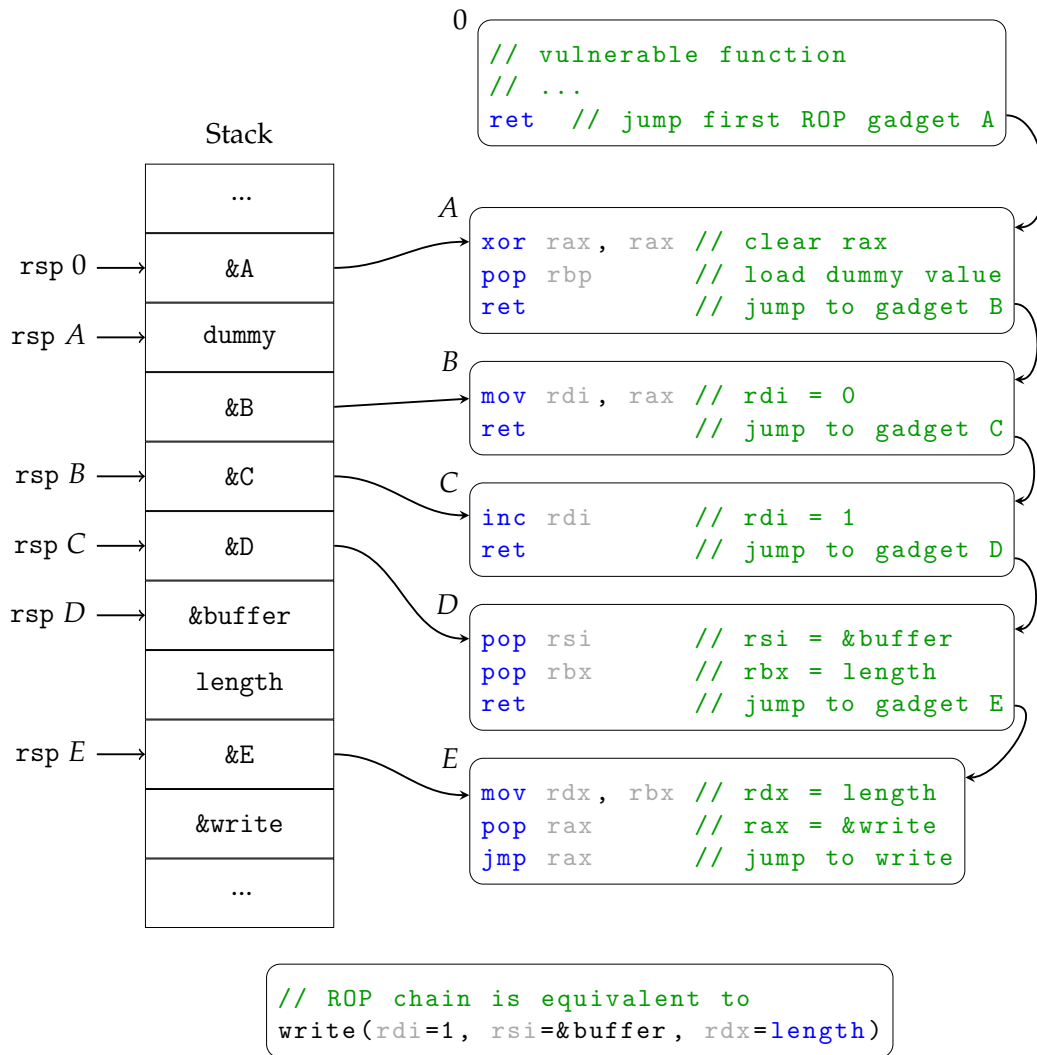 0
// vulnerable function
// ...
ret // jump first ROP gadget A
Stack
...
rsp 0
&A
rsp A
dummy
&B
rsp B
&C
rsp C
&D
rsp D
&buffer
length
rsp E
&E
&write
...
A
xor rax, rax // clear rax
pop rbp // load dummy value
ret // jump to gadget B
B
mov rdi, rax // rdi = 0
ret // jump to gadget C
C
inc rdi // rdi = 1
ret // jump to gadget D
D
pop rsi // rsi = &buffer
pop rbx // rbx = length
ret // jump to gadget E
E
mov rdx, rbx // rdx = length
pop rax // rax = &write
jmp rax // jump to write
// ROP chain is equivalent to
write(rdi=1, rsi=&buffer, rdx=length)